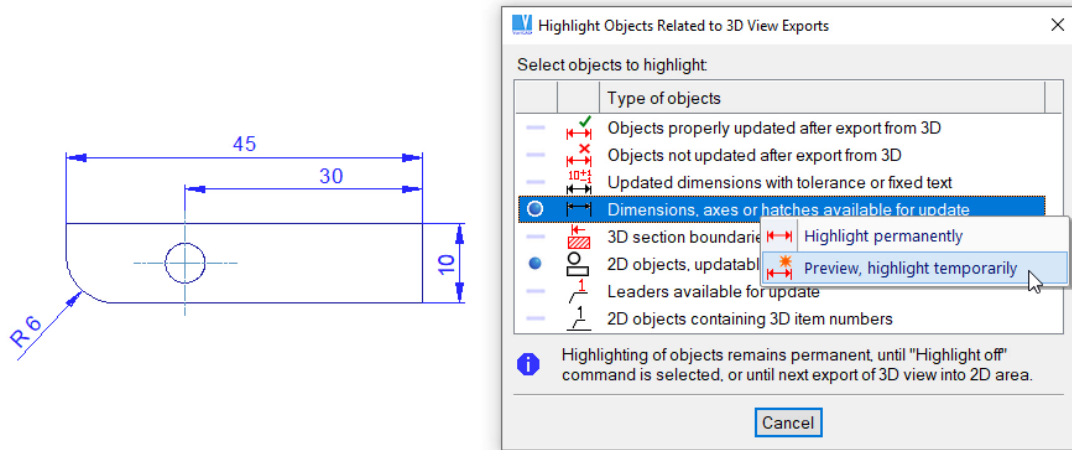 45
30
10
R 6
Highlight Objects Related to 3D View Exports
Select objects to highlight:
Type of objects
Objects properly updated after export from 3D
Objects not updated after export from 3D
10±1
Updated dimensions with tolerance or fixed text
Dimensions, axes or hatches available for update
3D section boundarie
Highlight permanently
2D objects, updatabl
Preview, highlight temporarily
1
Leaders available for update
1
2D objects containing 3D item numbers
Highlighting of objects remains permanent, until "Highlight off"
command is selected, or until next export of 3D view into 2D area.
Cancel